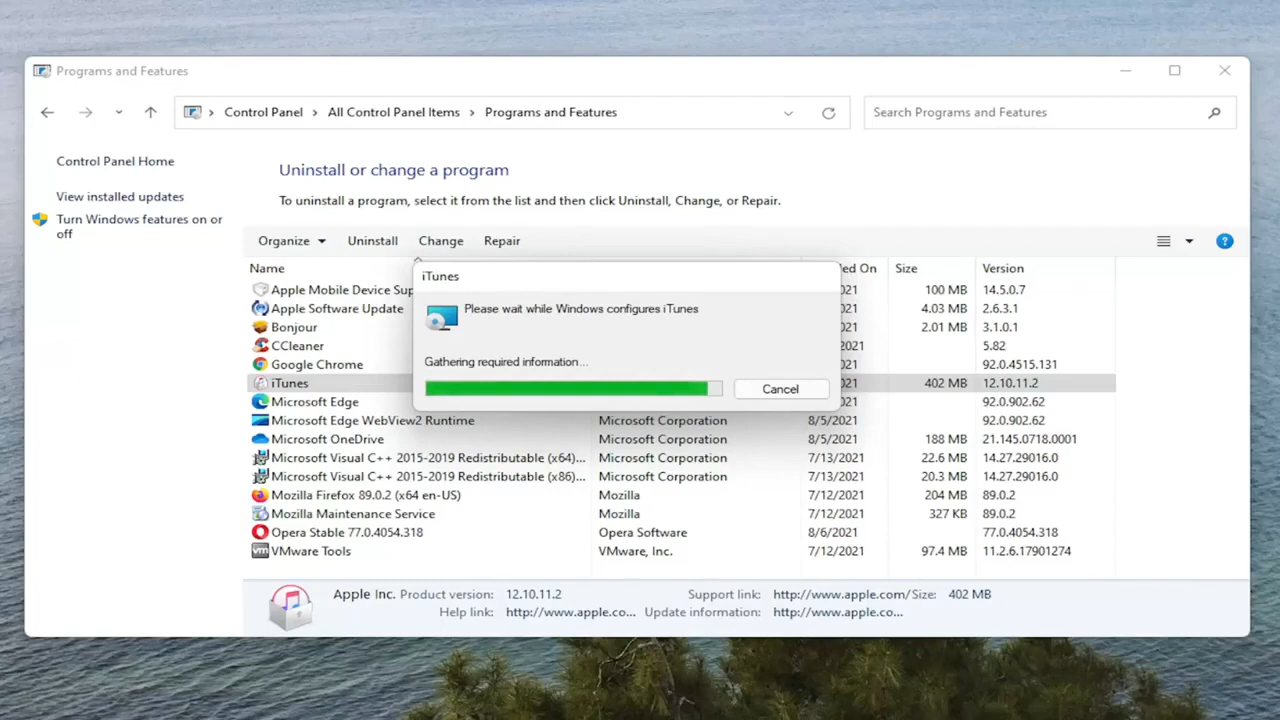 Programs and Features
Control Panel > All Control Panel Items > Programs and Features
Search Programs and Features
Control Panel Home
View installed updates
Turn Windows features on or
off
Uninstall or change a program
To uninstall a program, select it from the list and then click Uninstall, Change, or Repair.
Organize Uninstall Change Repair
Name ed On Size Version
Apple Mobile Device Sup 021 100 MB 14.5.0.7
Apple Software Update 021 4.03 MB 2.6.3.1
Bonjour 021 2.01 MB 3.1.0.1
CCleaner 2021 5.82
Google Chrome 021 92.0.4515.131
iTunes 021 402 MB 12.10.11.2
Microsoft Edge 021 92.0.902.62
iTunes
Please wait while Windows configures iTunes
Gathering required information...
Cancel
Microsoft Edge WebView2 Runtime Microsoft Corporation 8/5/2021 92.0.902.62
Microsoft OneDrive Microsoft Corporation 8/5/2021 188 MB 21.145.0718.0001
Microsoft Visual C++ 2015-2019 Redistributable (x64)... Microsoft Corporation 7/13/2021 22.6 MB 14.27.29016.0
Microsoft Visual C++ 2015-2019 Redistributable (x86)... Microsoft Corporation 7/13/2021 20.3 MB 14.27.29016.0
Mozilla Firefox 89.0.2 (x64 en-US) Mozilla 7/12/2021 204 MB 89.0.2
Mozilla Maintenance Service Mozilla 7/12/2021 327 KB 89.0.2
Opera Stable 77.0.4054.318 Opera Software 8/6/2021 77.0.4054.318
vm VMware Tools VMware, Inc. 7/12/2021 97.4 MB 11.2.6.17901274
Apple Inc. Product version: 12.10.11.2 Support link: http://www.apple.com/ Size: 402 MB
Help link: http://www.apple.co... Update information: http://www.apple.co...